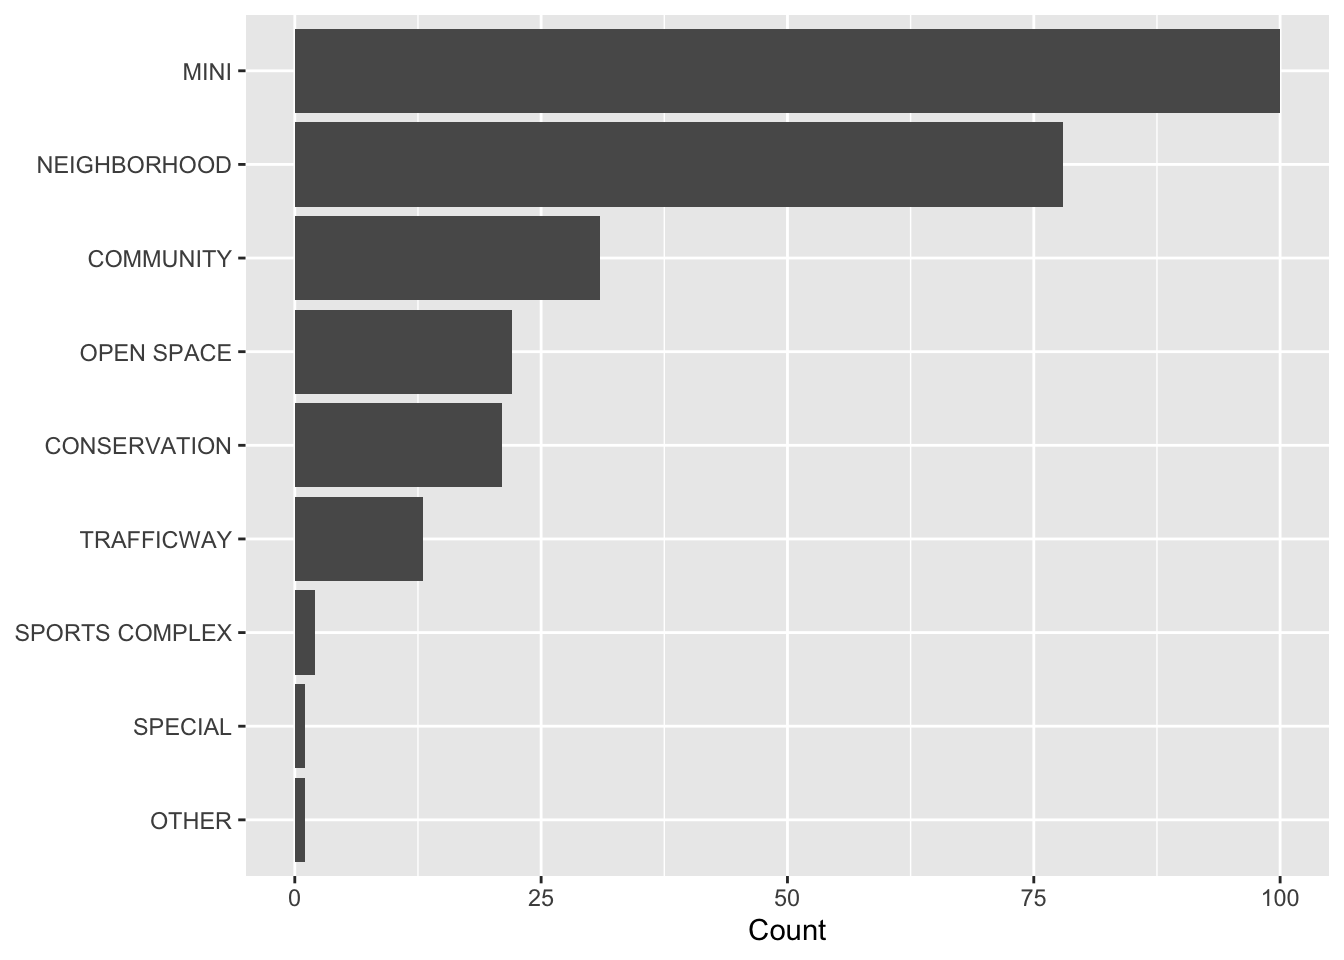 MINI
NEIGHBORHOOD
COMMUNITY
OPEN SPACE
CONSERVATION
TRAFFICWAY
SPORTS COMPLEX
SPECIAL
OTHER
0 25 50 75 100
Count